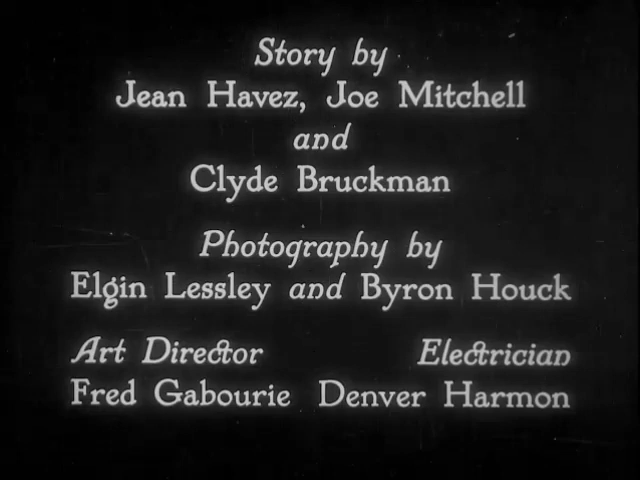 Story by
Jean Havez, Joe Mitchell
and
Clyde Bruckman
Photography by
Elgin Lessley and Byron Houck
Art Director Electrician
Fred Gabourie Denver Harmon